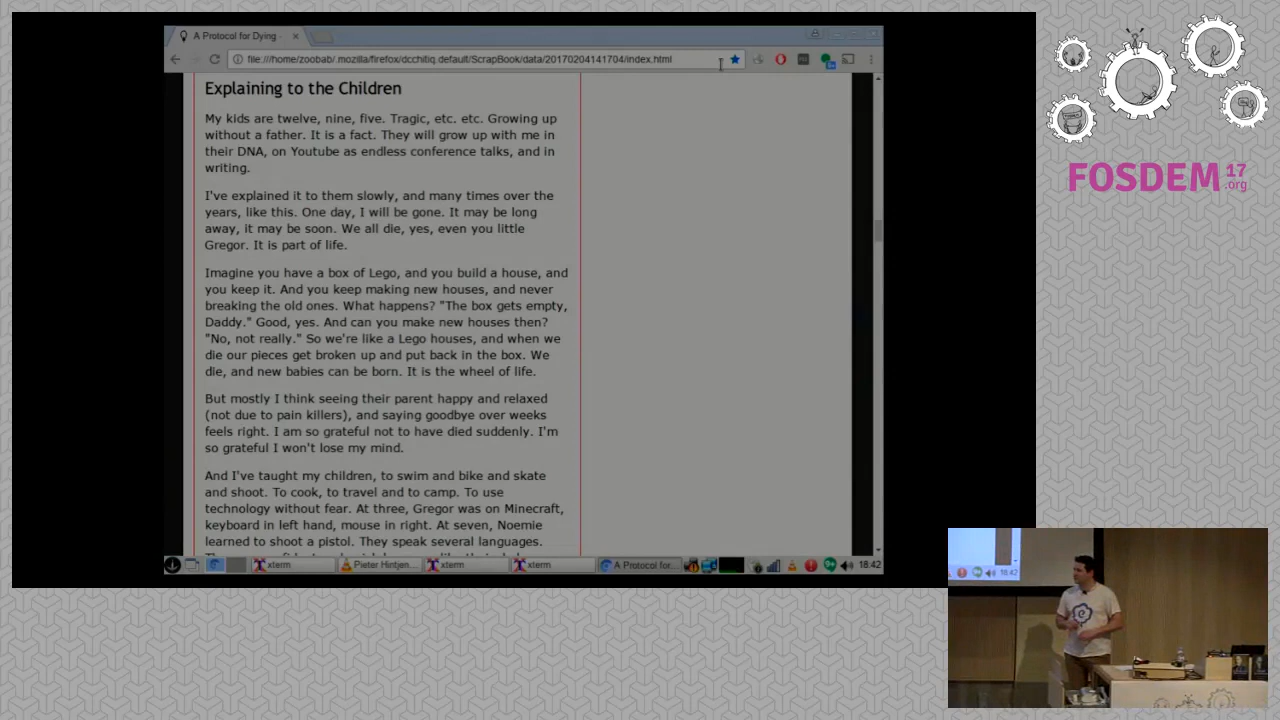 A Protocol for Dying
file:///home/zoobab/.mozilla/firefox/dcchitiq.default/ScrapBook/data/20170204141704/index.html
Explaining to the Children
My kids are twelve, nine, five. Tragic, etc. etc. Growing up
without a father. It is a fact. They will grow up with me in
their DNA, on Youtube as endless conference talks, and in
writing.
I've explained it to them slowly, and many times over the
years, like this. One day, I will be gone. It may be long
away, it may be soon. We all die, yes, even you little
Gregor. It is part of life.
Imagine you have a box of Lego, and you build a house, and
you keep it. And you keep making new houses, and never
breaking the old ones. What happens? "The box gets empty,
Daddy." Good, yes. And can you make new houses then?
"No, not really." So we're like a Lego houses, and when we
die our pieces get broken up and put back in the box. We
die, and new babies can be born. It is the wheel of life.
But mostly I think seeing their parent happy and relaxed
(not due to pain killers), and saying goodbye over weeks
feels right. I am so grateful not to have died suddenly. I'm
so grateful I won't lose my mind.
And I've taught my children, to swim and bike and skate
and shoot. To cook, to travel and to camp. To use
technology without fear. At three, Gregor was on Minecraft,
keyboard in left hand, mouse in right. At seven, Noemie
learned to shoot a pistol. They speak several languages.
xterm
Pieter Hintjen...
xterm
xterm
A Protocol for...
18:42
FOSDEM 17
.org
18:42